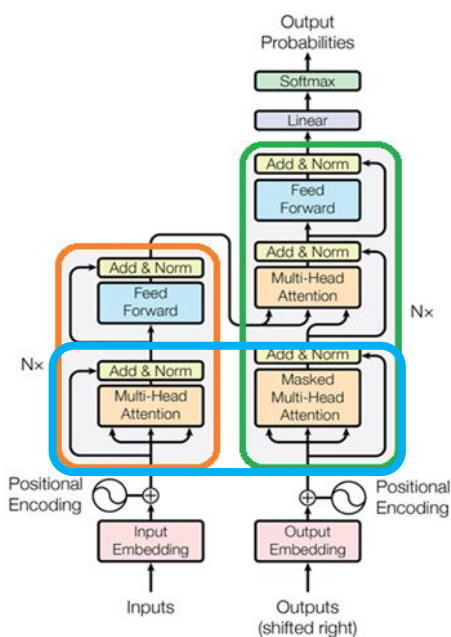 Output
Probabilities
Softmax
Linear
Add & Norm
Feed
Forward
Add & Norm
Multi-Head
Attention
Add & Norm
Masked
Multi-Head
Attention
Nx
Add & Norm
Feed
Forward
Nx
Add & Norm
Multi-Head
Attention
Positional
Encoding
Positional
Encoding
Input
Embedding
Output
Embedding
Inputs
Outputs
(shifted right)